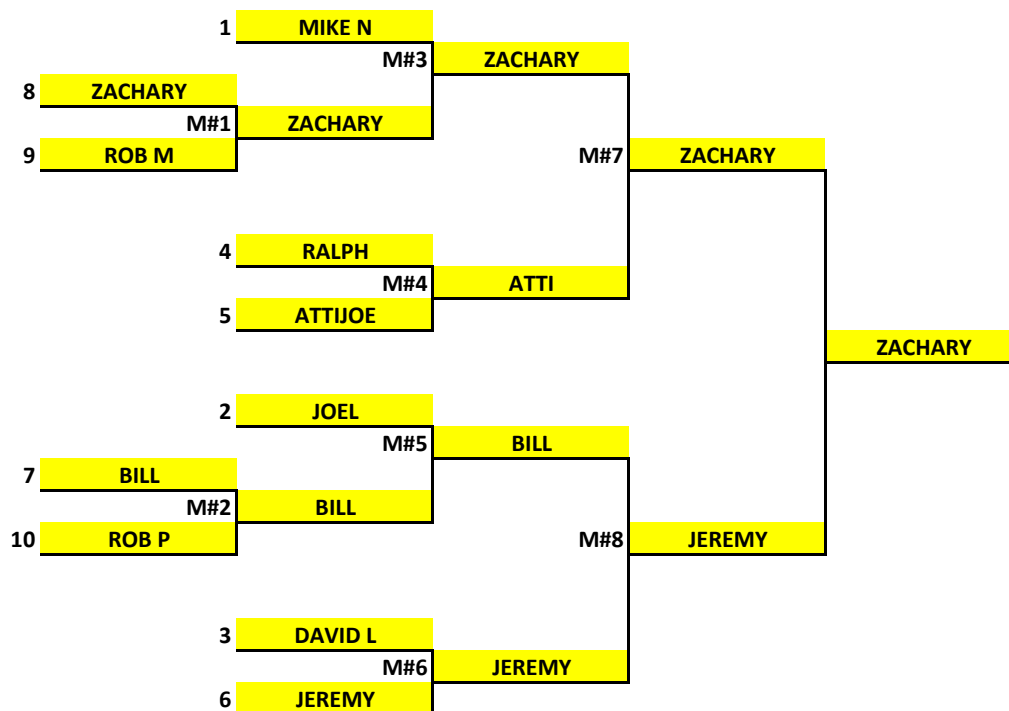 1 MIKE N
M#3 ZACHARY
8 ZACHARY
M#1 ZACHARY
9 ROB M
M#7 ZACHARY
4 RALPH
M#4 ATTI
5 ATTIJOE
ZACHARY
2 JOEL
M#5 BILL
7 BILL
M#2 BILL
10 ROB P
M#8 JEREMY
3 DAVID L
M#6 JEREMY
6 JEREMY